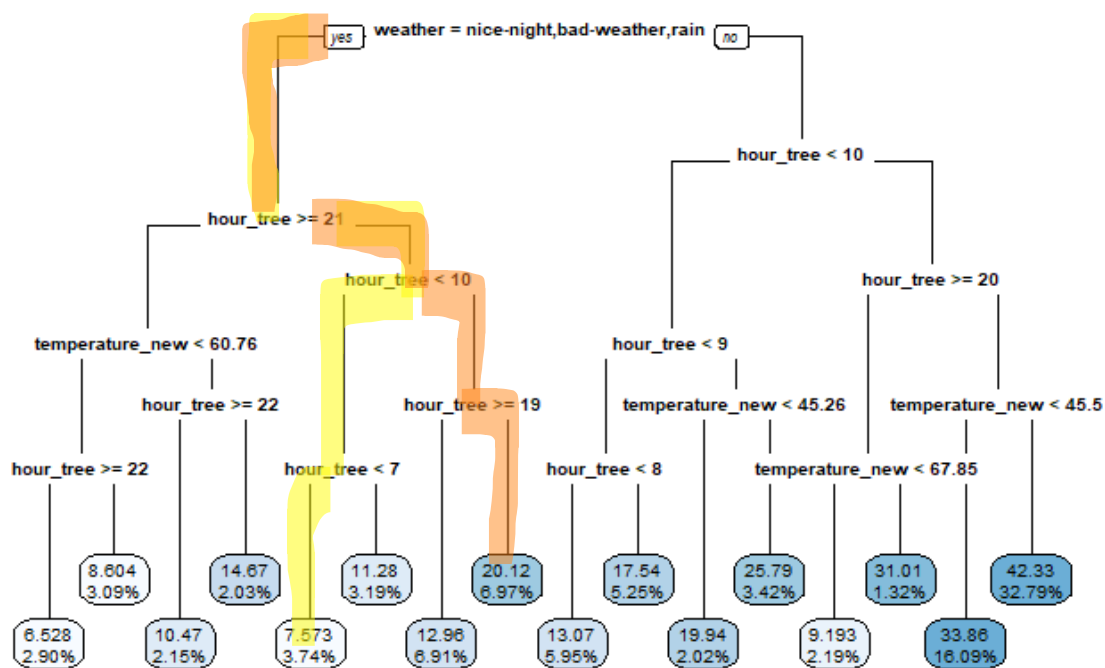 yes weather = nice-night,bad-weather,rain no
hour_tree < 10
hour_tree >= 21
hour_tree < 10 hour_tree >= 20
temperature_new < 60.76 hour_tree < 9
hour_tree >= 22 hour_tree >= 19 temperature_new < 45.26 temperature_new < 45.5
hour_tree >= 22 hour_tree < 7 hour_tree < 8 temperature_new < 67.85
8.604 14.67 11.28 20.12 17.54 25.79 31.01 42.33
3.09% 2.03% 3.19% 6.97% 5.25% 3.42% 1.32% 32.79%
6.528 10.47 7.573 12.96 13.07 19.94 9.193 33.86
2.90% 2.15% 3.74% 6.91% 5.95% 2.02% 2.19% 16.09%